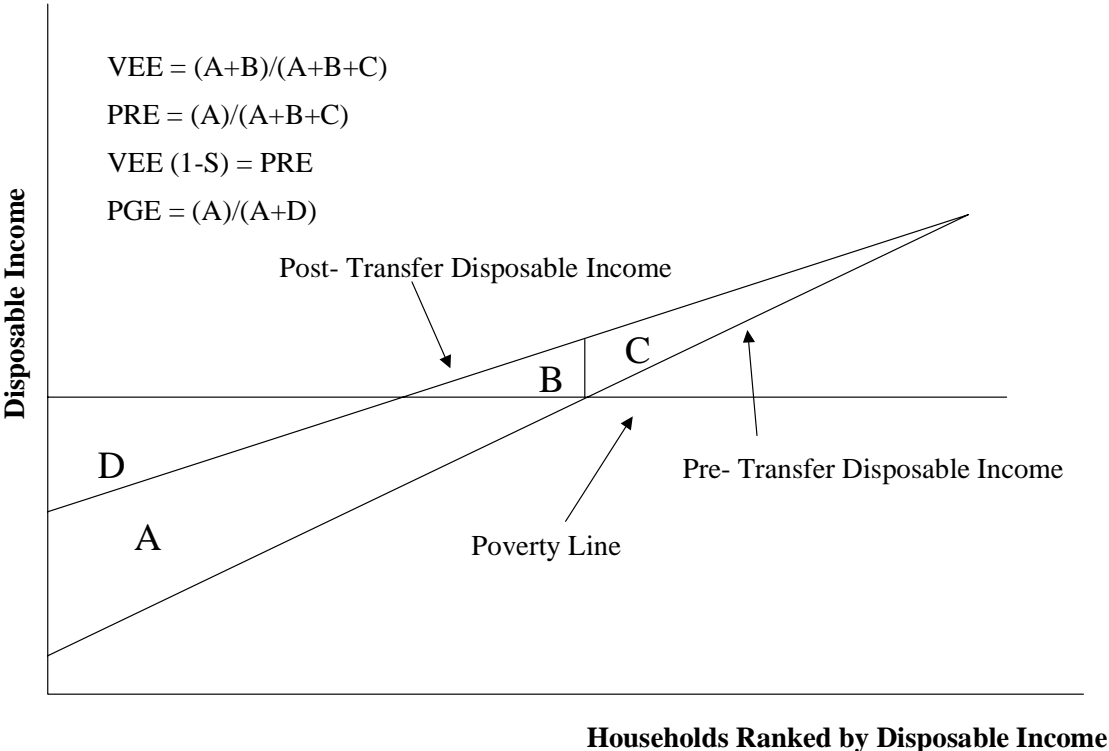 VEE = (A+B)/(A+B+C)
PRE = (A)/(A+B+C)
VEE (1-S) = PRE
PGE = (A)/(A+D)
Disposable Income
Post- Transfer Disposable Income
C
B
D
Pre- Transfer Disposable Income
A
Poverty Line
Households Ranked by Disposable Income